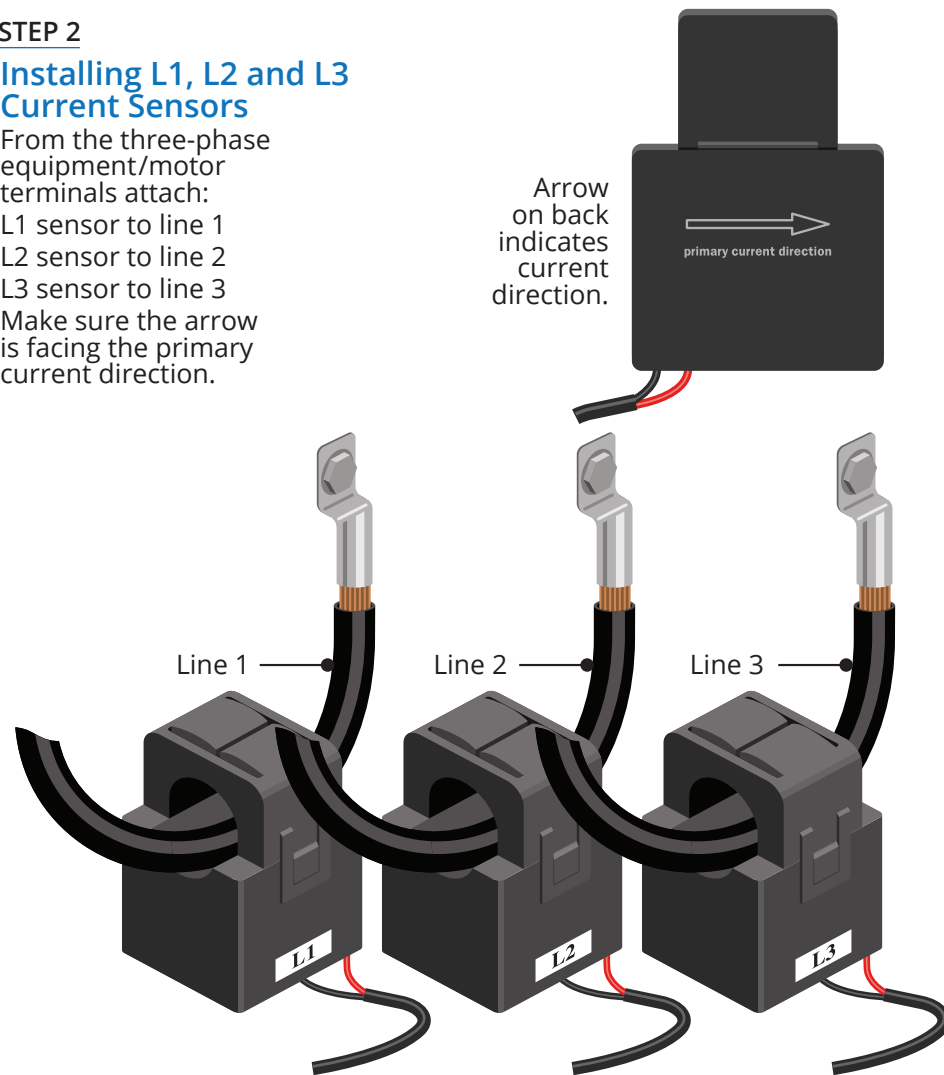 STEP 2
Installing L1, L2 and L3
Current Sensors
From the three-phase
equipment/motor
terminals attach:
L1 sensor to line 1
L2 sensor to line 2
L3 sensor to line 3
Make sure the arrow
is facing the primary
current direction.
Arrow
on back
indicates
current
direction.
primary current direction
Line 1
Line 2
Line 3
L1
L2
L3